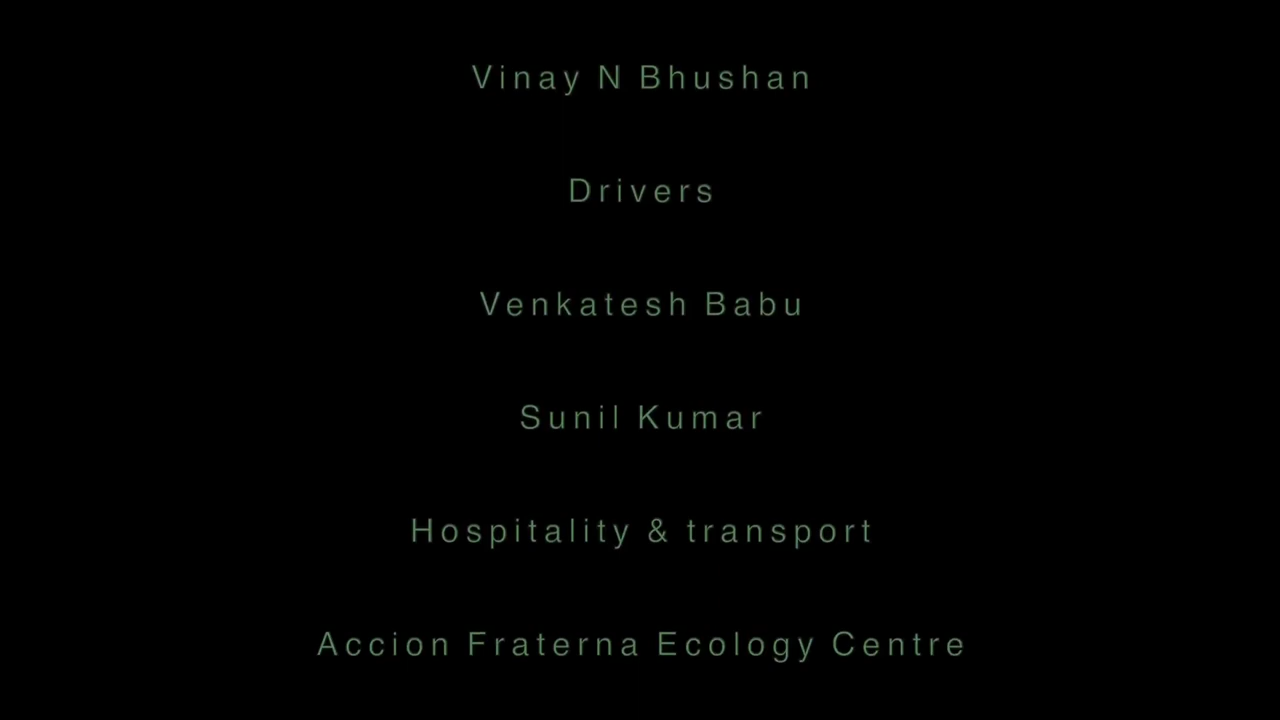 Vinay N Bhushan
Drivers
Venkatesh Babu
Sunil Kumar
Hospitality & transport
Accion Fraterna Ecology Centre